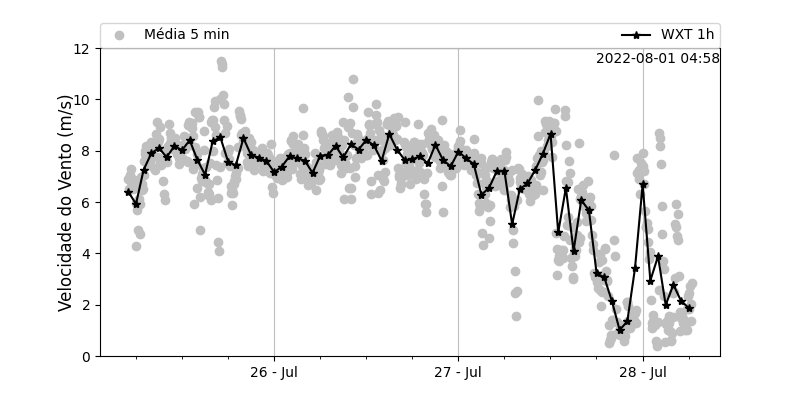 Média 5 min
WXT 1h
2022-08-01 04:58
Velocidade do Vento (m/s)
12
10
8
6
4
2
0
26 - Jul
27 - Jul
28 - Jul